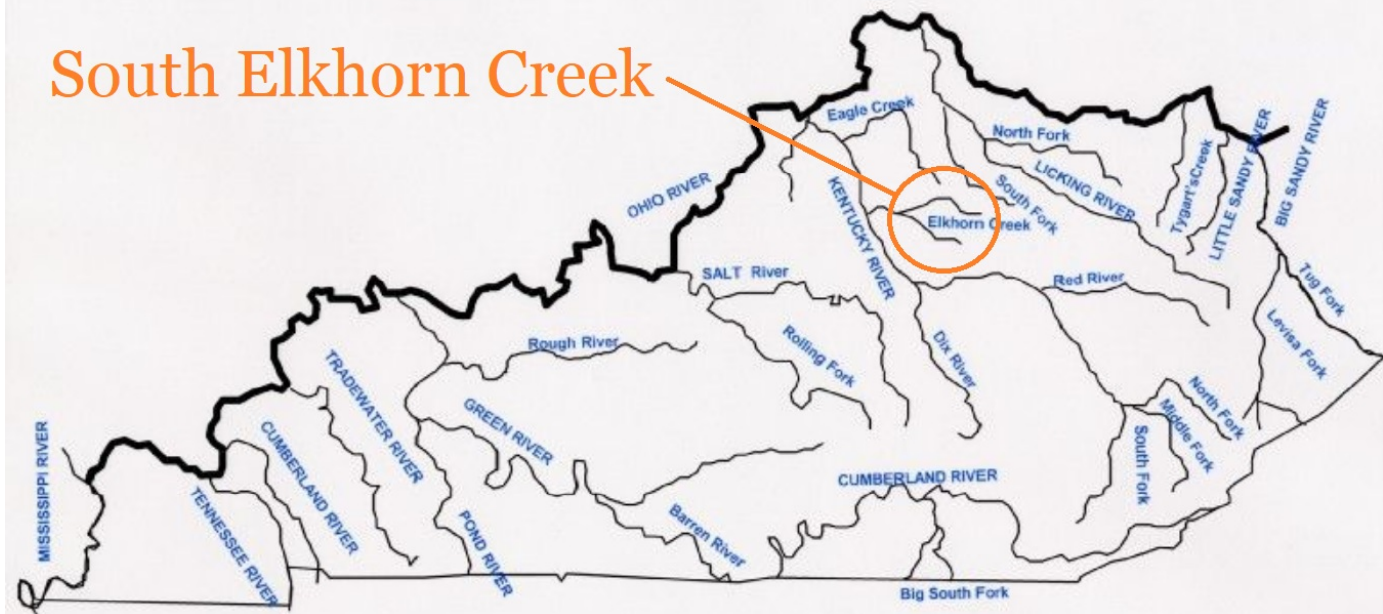 South Elkhorn Creek
Eagle Creek
North Fork
LICKING RIVER
South Fork
Tygart'sCreek
LITTLE SANDY RIVER
BIG SANDY RIVER
OHIO RIVER
KENTUCKY RIVER
Elkhorn Creek
SALT River
Red River
Tug Fork
Levisa Fork
Rough River
Rolling Fork
Dix River
TRADEWATER RIVER
GREEN RIVER
North Fork
Middle Fork
South Fork
MISSISSIPPI RIVER
CUMBERLAND RIVER
TENNESSEE RIVER
POND RIVER
Barren River
CUMBERLAND RIVER
Big South Fork